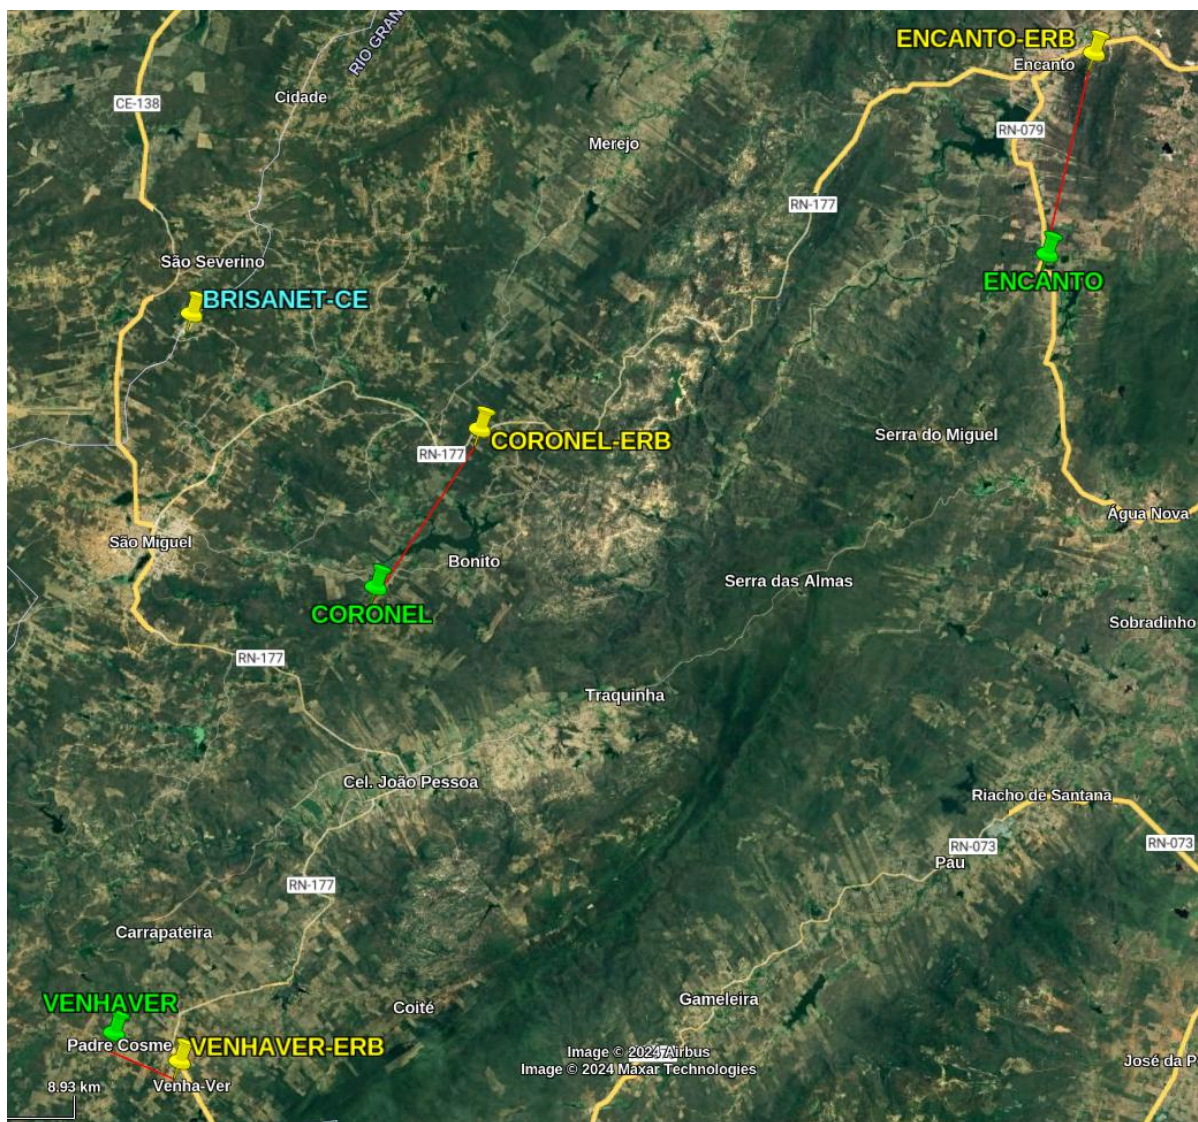 ENCANTO-ERB
Encanto
RIO GRAN
Cidade
CE-138
RN-079
Merejo
RN-177
São Severino
ENCANTO
BRISANET-CE
CORONEL-ERB
Serra do Miguel
RN-177
Água Nova
São Miguel
Bonito
Serra das Almas
CORONEL
Sobradinho
RN-177
Traquinha
Cel. João Pessoa
Riacho de Santana
RN-073
RN-073
Pau
RN-177
Carrapateira
VENHAVER
Coité
Gameleira
Padre Cosme
VENHAVER-ERB
Image © 2024 Airbus
José da P
Image © 2024 Maxar Technologies
8.93 km
Venha-Ver